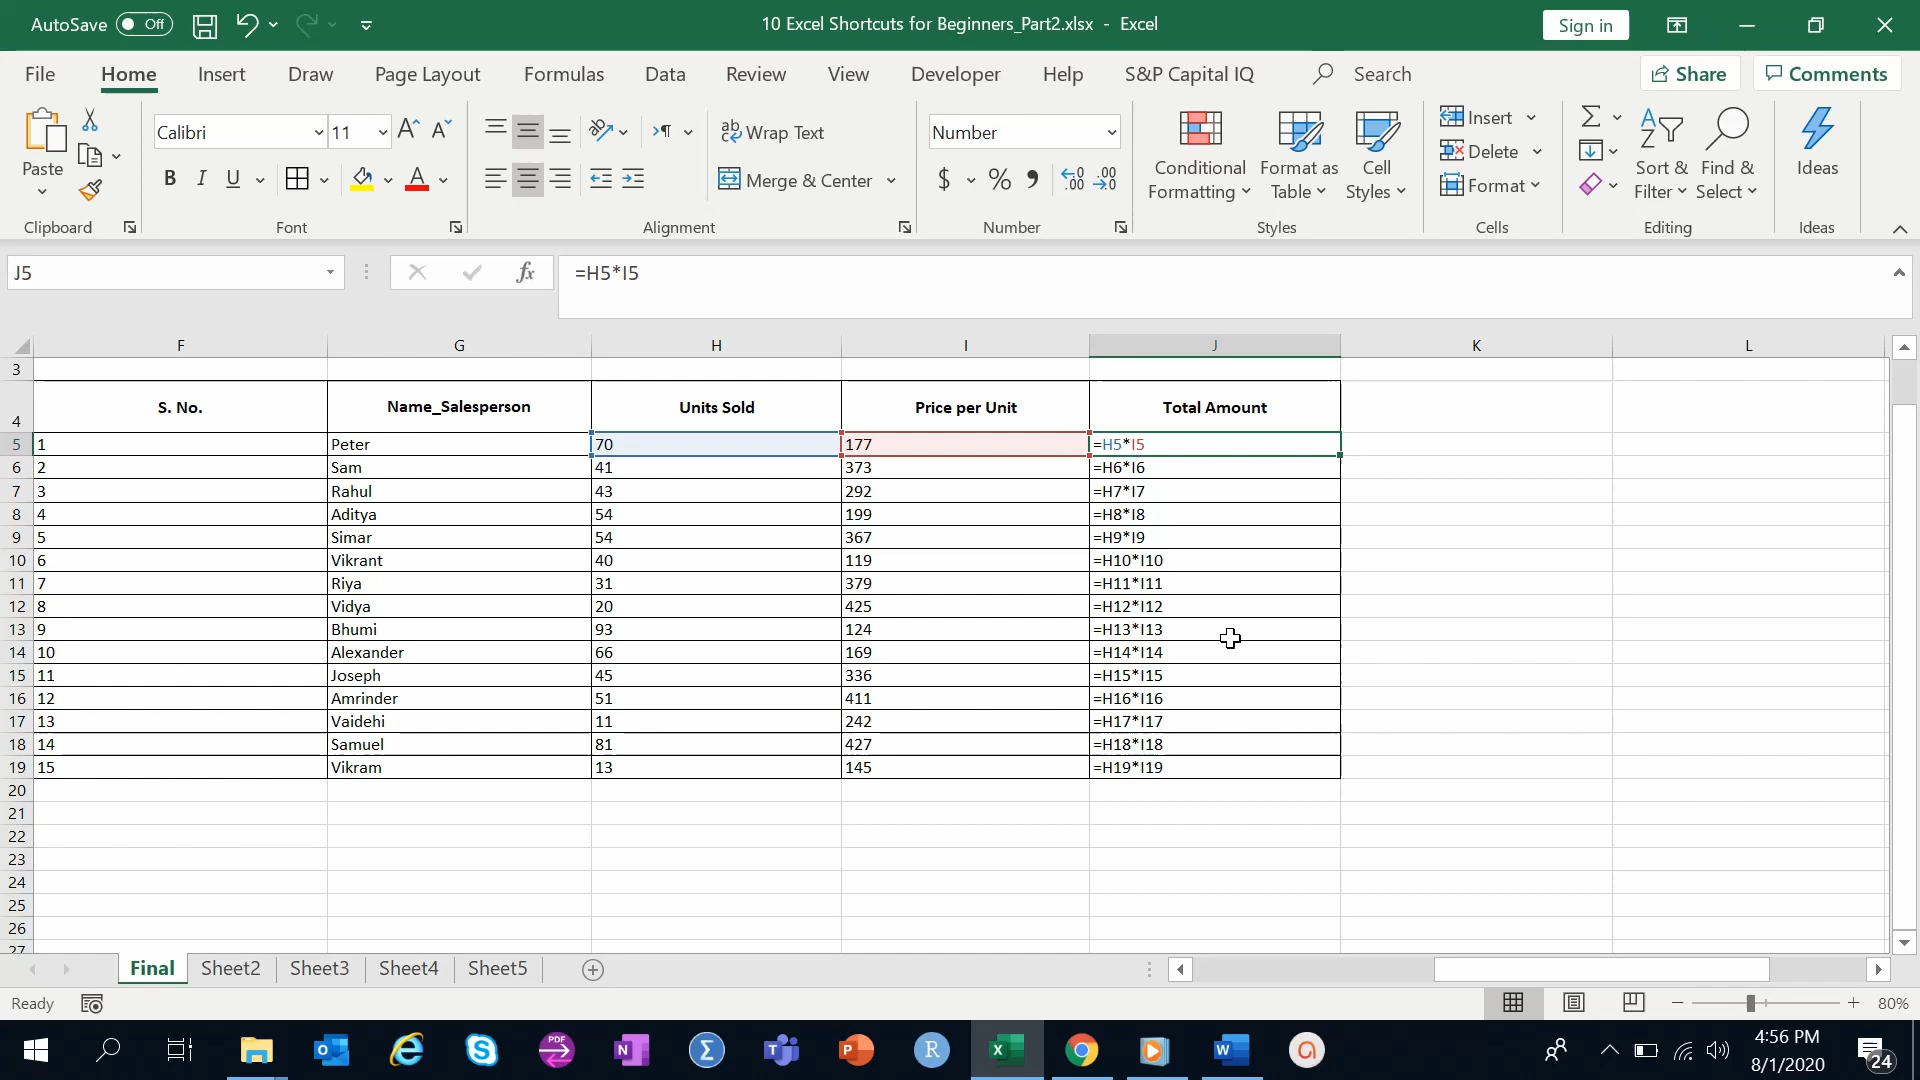 AutoSave Off 10 Excel Shortcuts for Beginners_Part2.xlsx - Excel Sign in
File Home Insert Draw Page Layout Formulas Data Review View Developer Help S&P Capital IQ Search Share Comments
Paste
Clipboard
Calibri 11
B I U
Font
ab Wrap Text
Merge & Center
Alignment
Number
$ % 9 .00 .00
Number
Conditional Formatting
Format as Table
Cell Styles
Styles
Insert
Delete
Format
Cells
Sort & Filter
Find & Select
Editing
Ideas
Ideas
J5 fx =H5*I5
F G H I J K L
3
4 S. No. Name_Salesperson Units Sold Price per Unit Total Amount
5 1 Peter 70 177 =H5*I5
6 2 Sam 41 373 =H6*I6
7 3 Rahul 43 292 =H7*I7
8 4 Aditya 54 199 =H8*I8
9 5 Simar 54 367 =H9*I9
10 6 Vikrant 40 119 =H10*I10
11 7 Riya 31 379 =H11*I11
12 8 Vidya 20 425 =H12*I12
13 9 Bhumi 93 124 =H13*I13
14 10 Alexander 66 169 =H14*I14
15 11 Joseph 45 336 =H15*I15
16 12 Amrinder 51 411 =H16*I16
17 13 Vaidehi 11 242 =H17*I17
18 14 Samuel 81 427 =H18*I18
19 15 Vikram 13 145 =H19*I19
20
21
22
23
24
25
26
27
Final Sheet2 Sheet3 Sheet4 Sheet5
Ready 80%
4:56 PM
8/1/2020
24